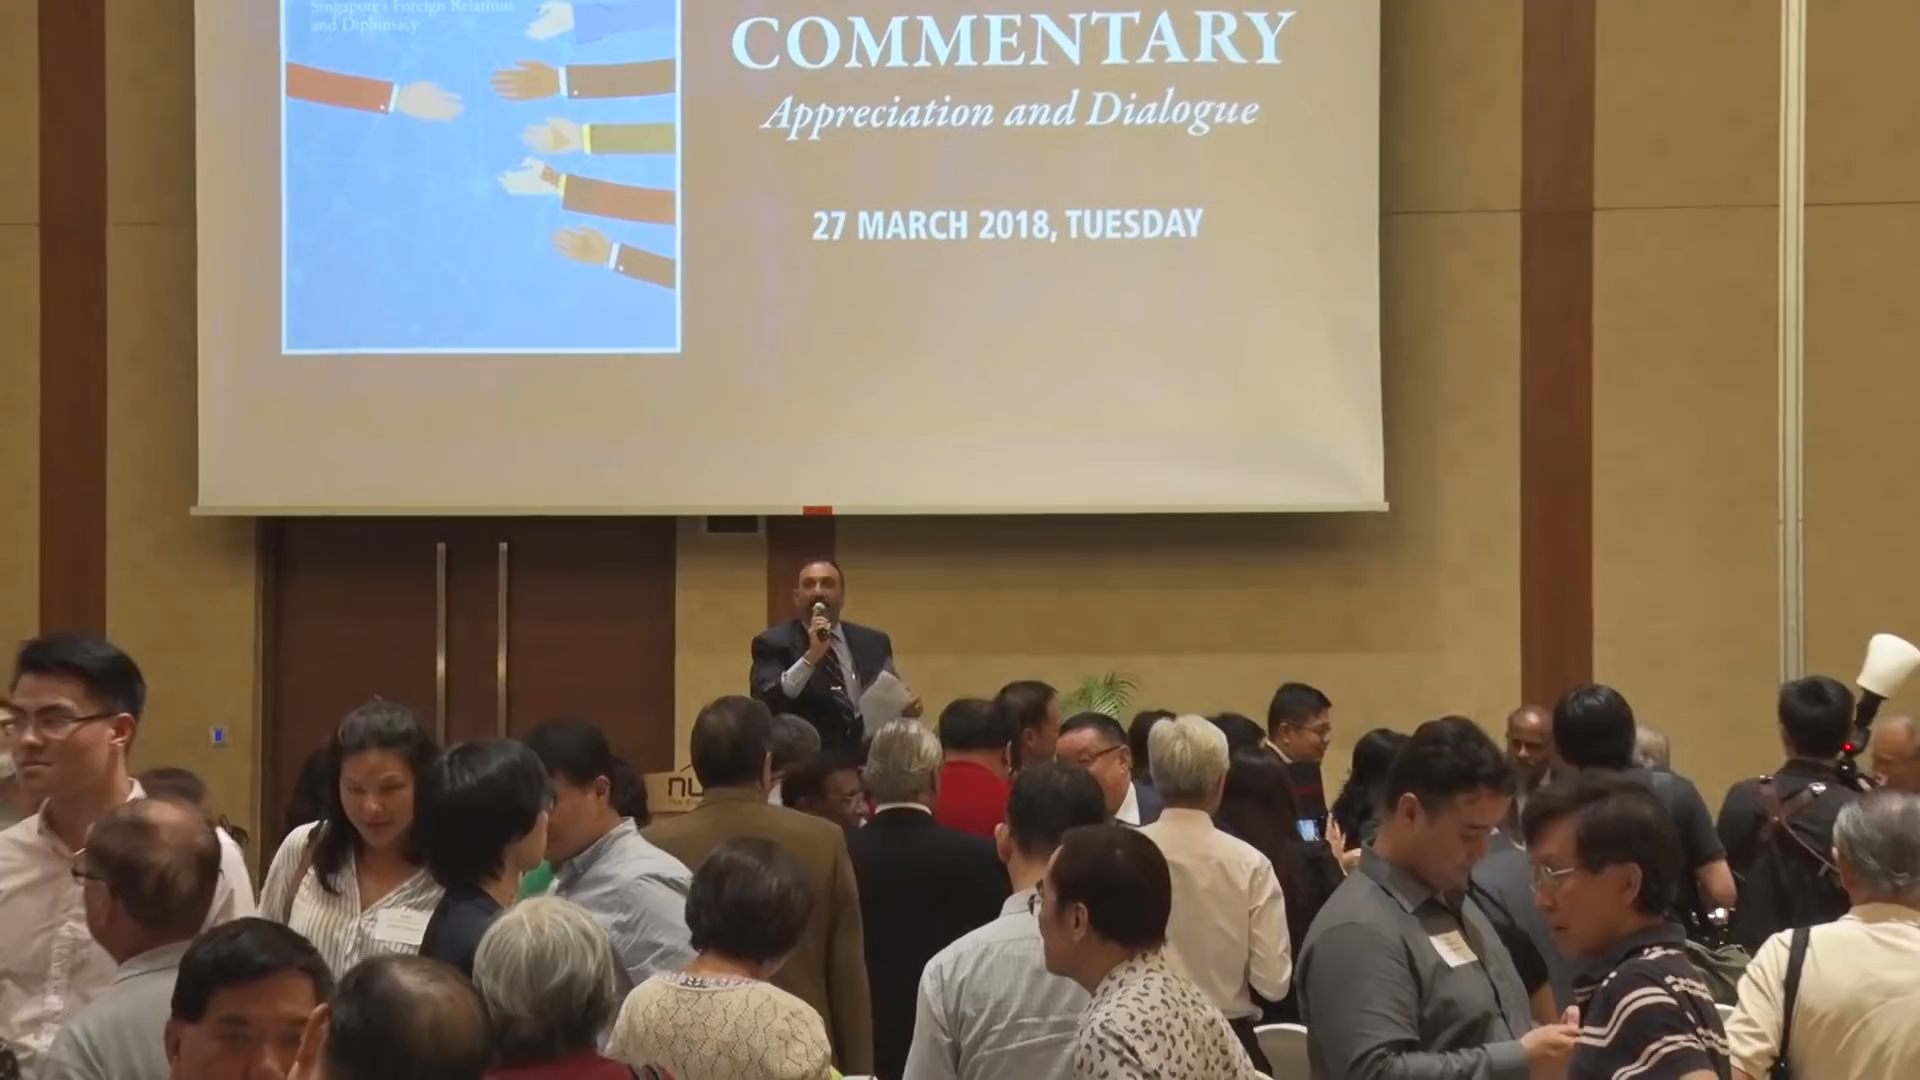 Singapore's Foreign Relations
and Diplomacy
COMMENTARY
Appreciation and Dialogue
27 MARCH 2018, TUESDAY